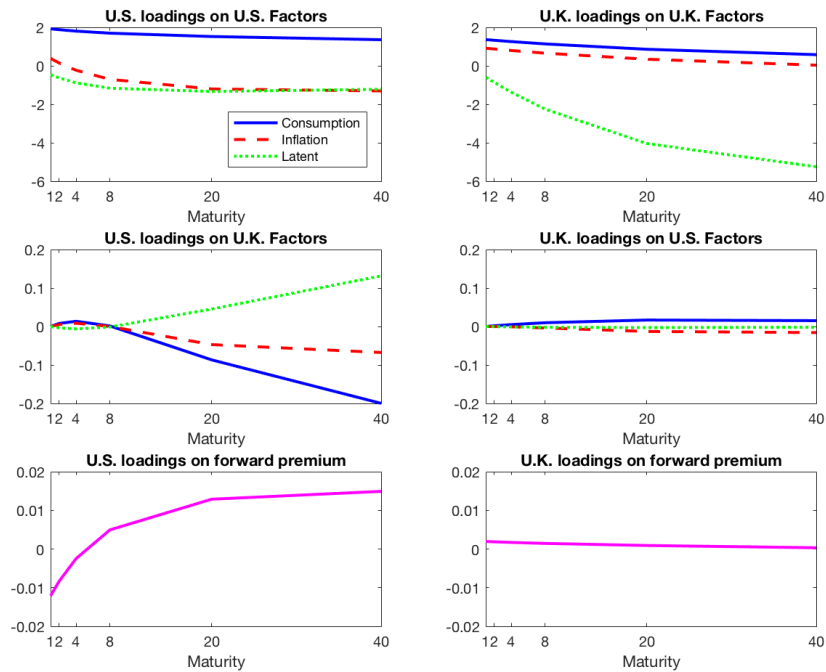 U.S. loadings on U.S. Factors
2
0
-2
-4
-6
Consumption
Inflation
Latent
12 4 8 20 40
Maturity
U.K. loadings on U.K. Factors
2
0
-2
-4
-6
12 4 8 20 40
Maturity
U.S. loadings on U.K. Factors
0.2
0.1
0
-0.1
-0.2
12 4 8 20 40
Maturity
U.K. loadings on U.S. Factors
0.2
0.1
0
-0.1
-0.2
12 4 8 20 40
Maturity
U.S. loadings on forward premium
0.02
0.01
0
-0.01
-0.02
12 4 8 20 40
Maturity
U.K. loadings on forward premium
0.02
0.01
0
-0.01
-0.02
12 4 8 20 40
Maturity